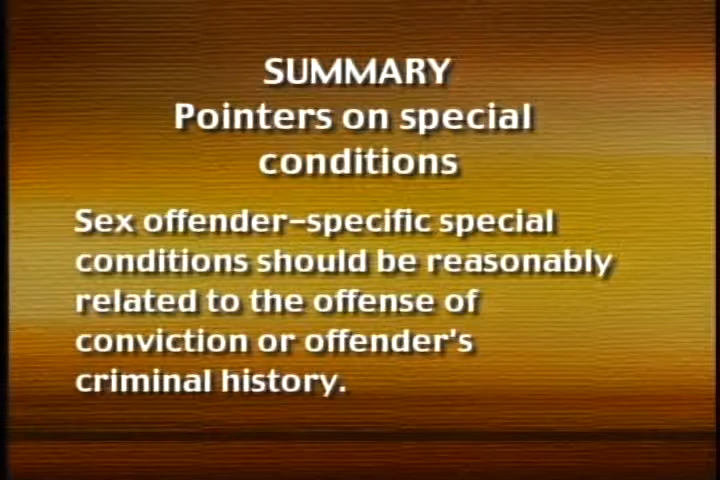 SUMMARY
Pointers on special
conditions
Sex offender-specific special
conditions should be reasonably
related to the offense of
conviction or offender's
criminal history.